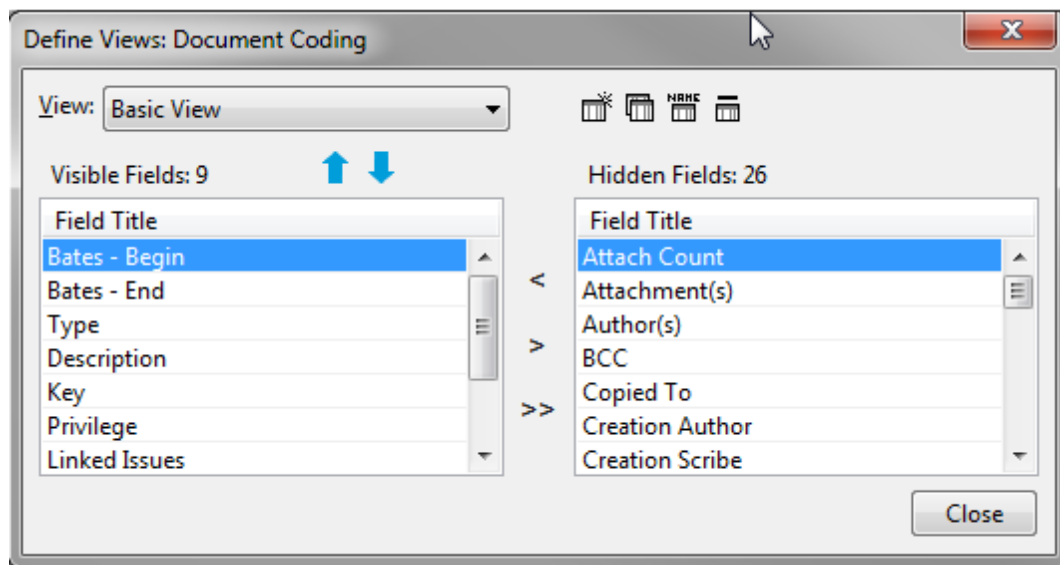 Define Views: Document Coding
View: Basic View
NAME
Visible Fields: 9
Hidden Fields: 26
Field Title
Field Title
Bates - Begin
Attach Count
Bates - End
Attachment(s)
<
Type
Author(s)
Description
BCC
>
Key
Copied To
>>
Privilege
Creation Author
Linked Issues
Creation Scribe
Close